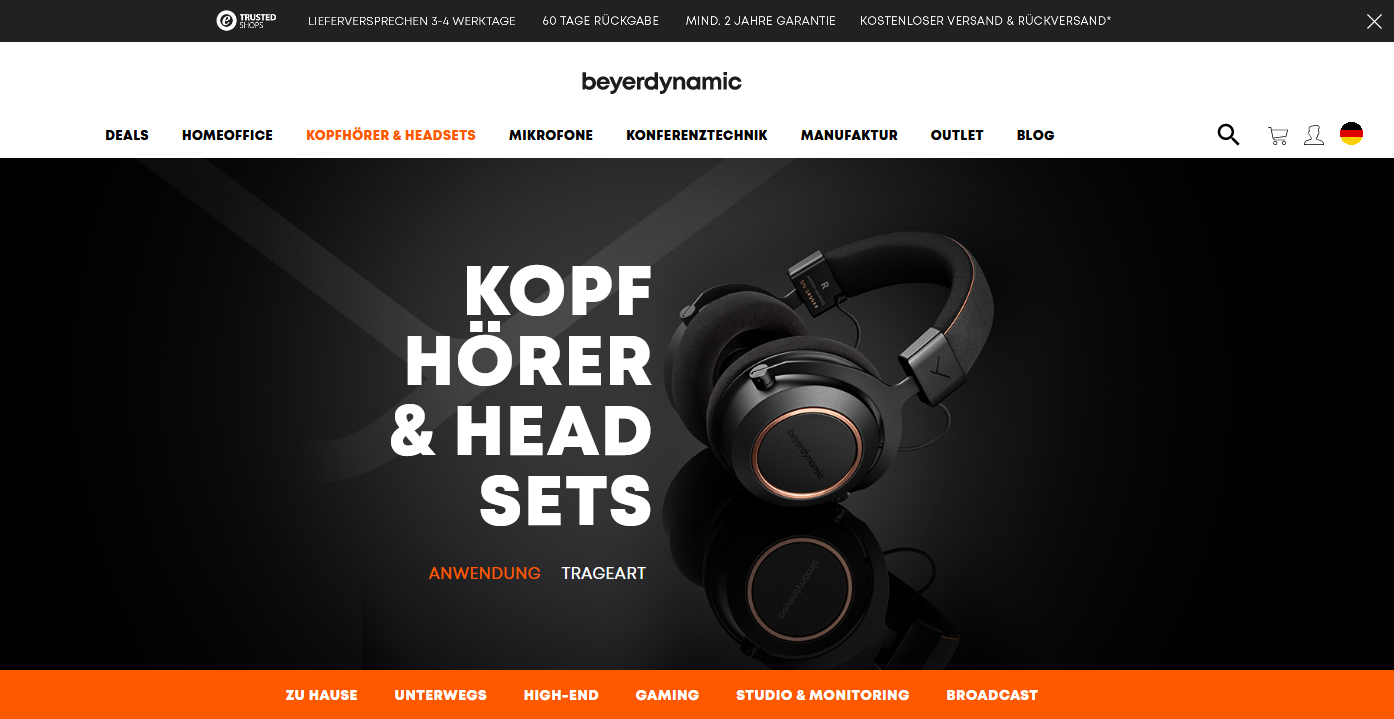 e TRUSTED SHOPS LIEFERVERSPRECHEN 3-4 WERKTAGE 60 TAGE RÜCKGABE MIND. 2 JAHRE GARANTIE KOSTENLOSER VERSAND & RÜCKVERSAND*
beyerdynamic
DEALS HOMEOFFICE KOPFHÖRER & HEADSETS MIKROFONE KONFERENZTECHNIK MANUFAKTUR OUTLET BLOG
KOPF
HÖRER
& HEAD
SETS
R
beyerdynamic
ANWENDUNG TRAGEART
ZU HAUSE UNTERWEGS HIGH-END GAMING STUDIO & MONITORING BROADCAST